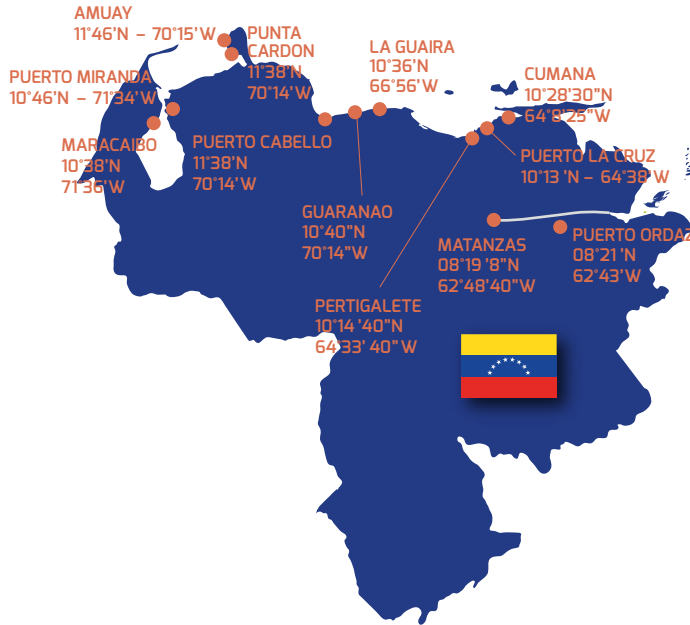 AMUAY
11°46'N – 70°15'W
PUNTA
CARDON
11°38'N
70°14'W
LA GUAIRA
10°36'N
66°56'W
CUMANA
10°28'30"N
64°8'25"W
PUERTO MIRANDA
10°46'N – 71°34'W
MARACAIBO
10°38'N
71°36'W
PUERTO CABELLO
11°38'N
70°14'W
PUERTO LA CRUZ
10°13 'N – 64°38'W
GUARANAO
10°40"N
70°14"W
MATANZAS
08°19 '8"N
62°48'40"W
PUERTO ORDAZ
08°21 'N
62°43'W
PERTIGALETE
10°14 '40"N
64°33' 40" W